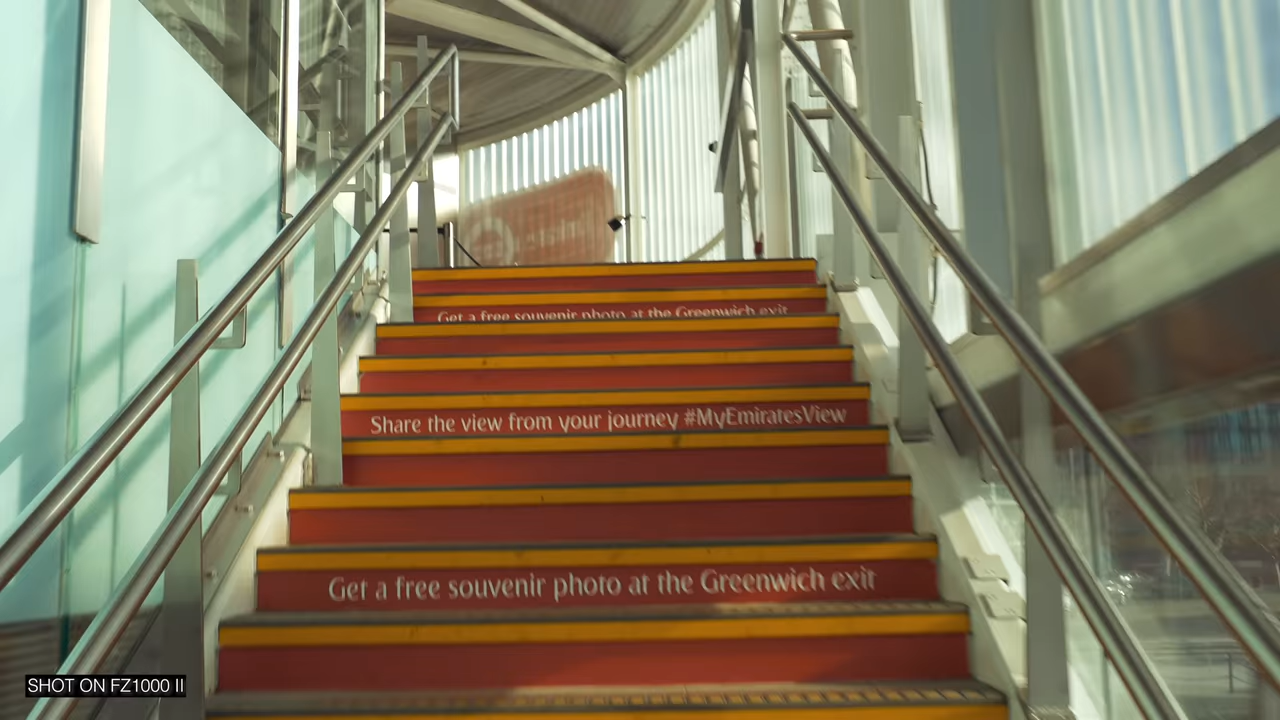 Get a free souvenir photo at the Greenwich exit
Share the view from your journey #MyEmiratesView
Get a free souvenir photo at the Greenwich exit
SHOT ON FZ1000 II